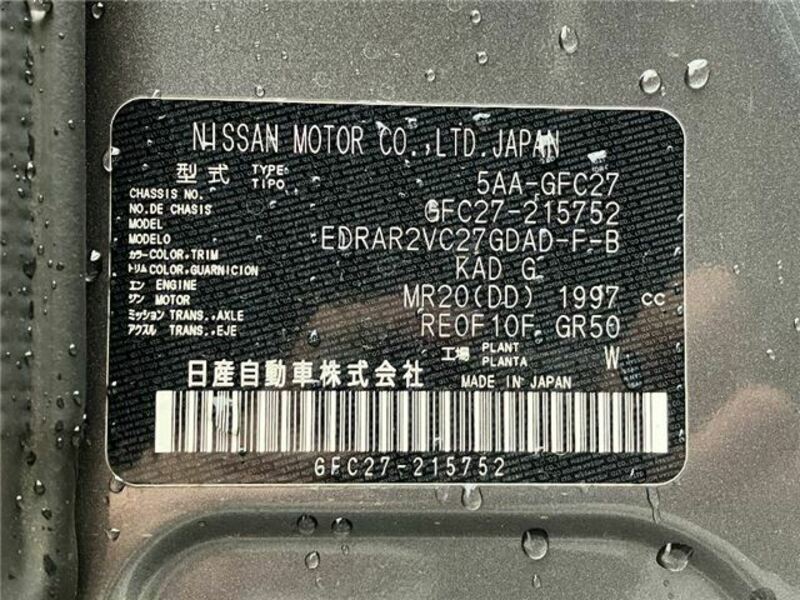 NISSAN MOTOR CO.,LTD.JAPAN
型式 TYPE TIPO 5AA-GFC27
CHASSIS NO.
NO.DE CHASIS GFC27-215752
MODEL
MODELO EDRAR2VC27GDAD-F-B
カラー COLOR,TRIM
トリム COLOR,GUARNICION KAD G
エン ENGINE
ジン MOTOR MR20(DD) 1997 cc
ミッション TRANS.,AXLE
アクスル TRANS.,EJE RE0F10F GR50
工場 PLANT PLANTA W
日産自動車株式会社 MADE IN JAPAN
GFC27-215752